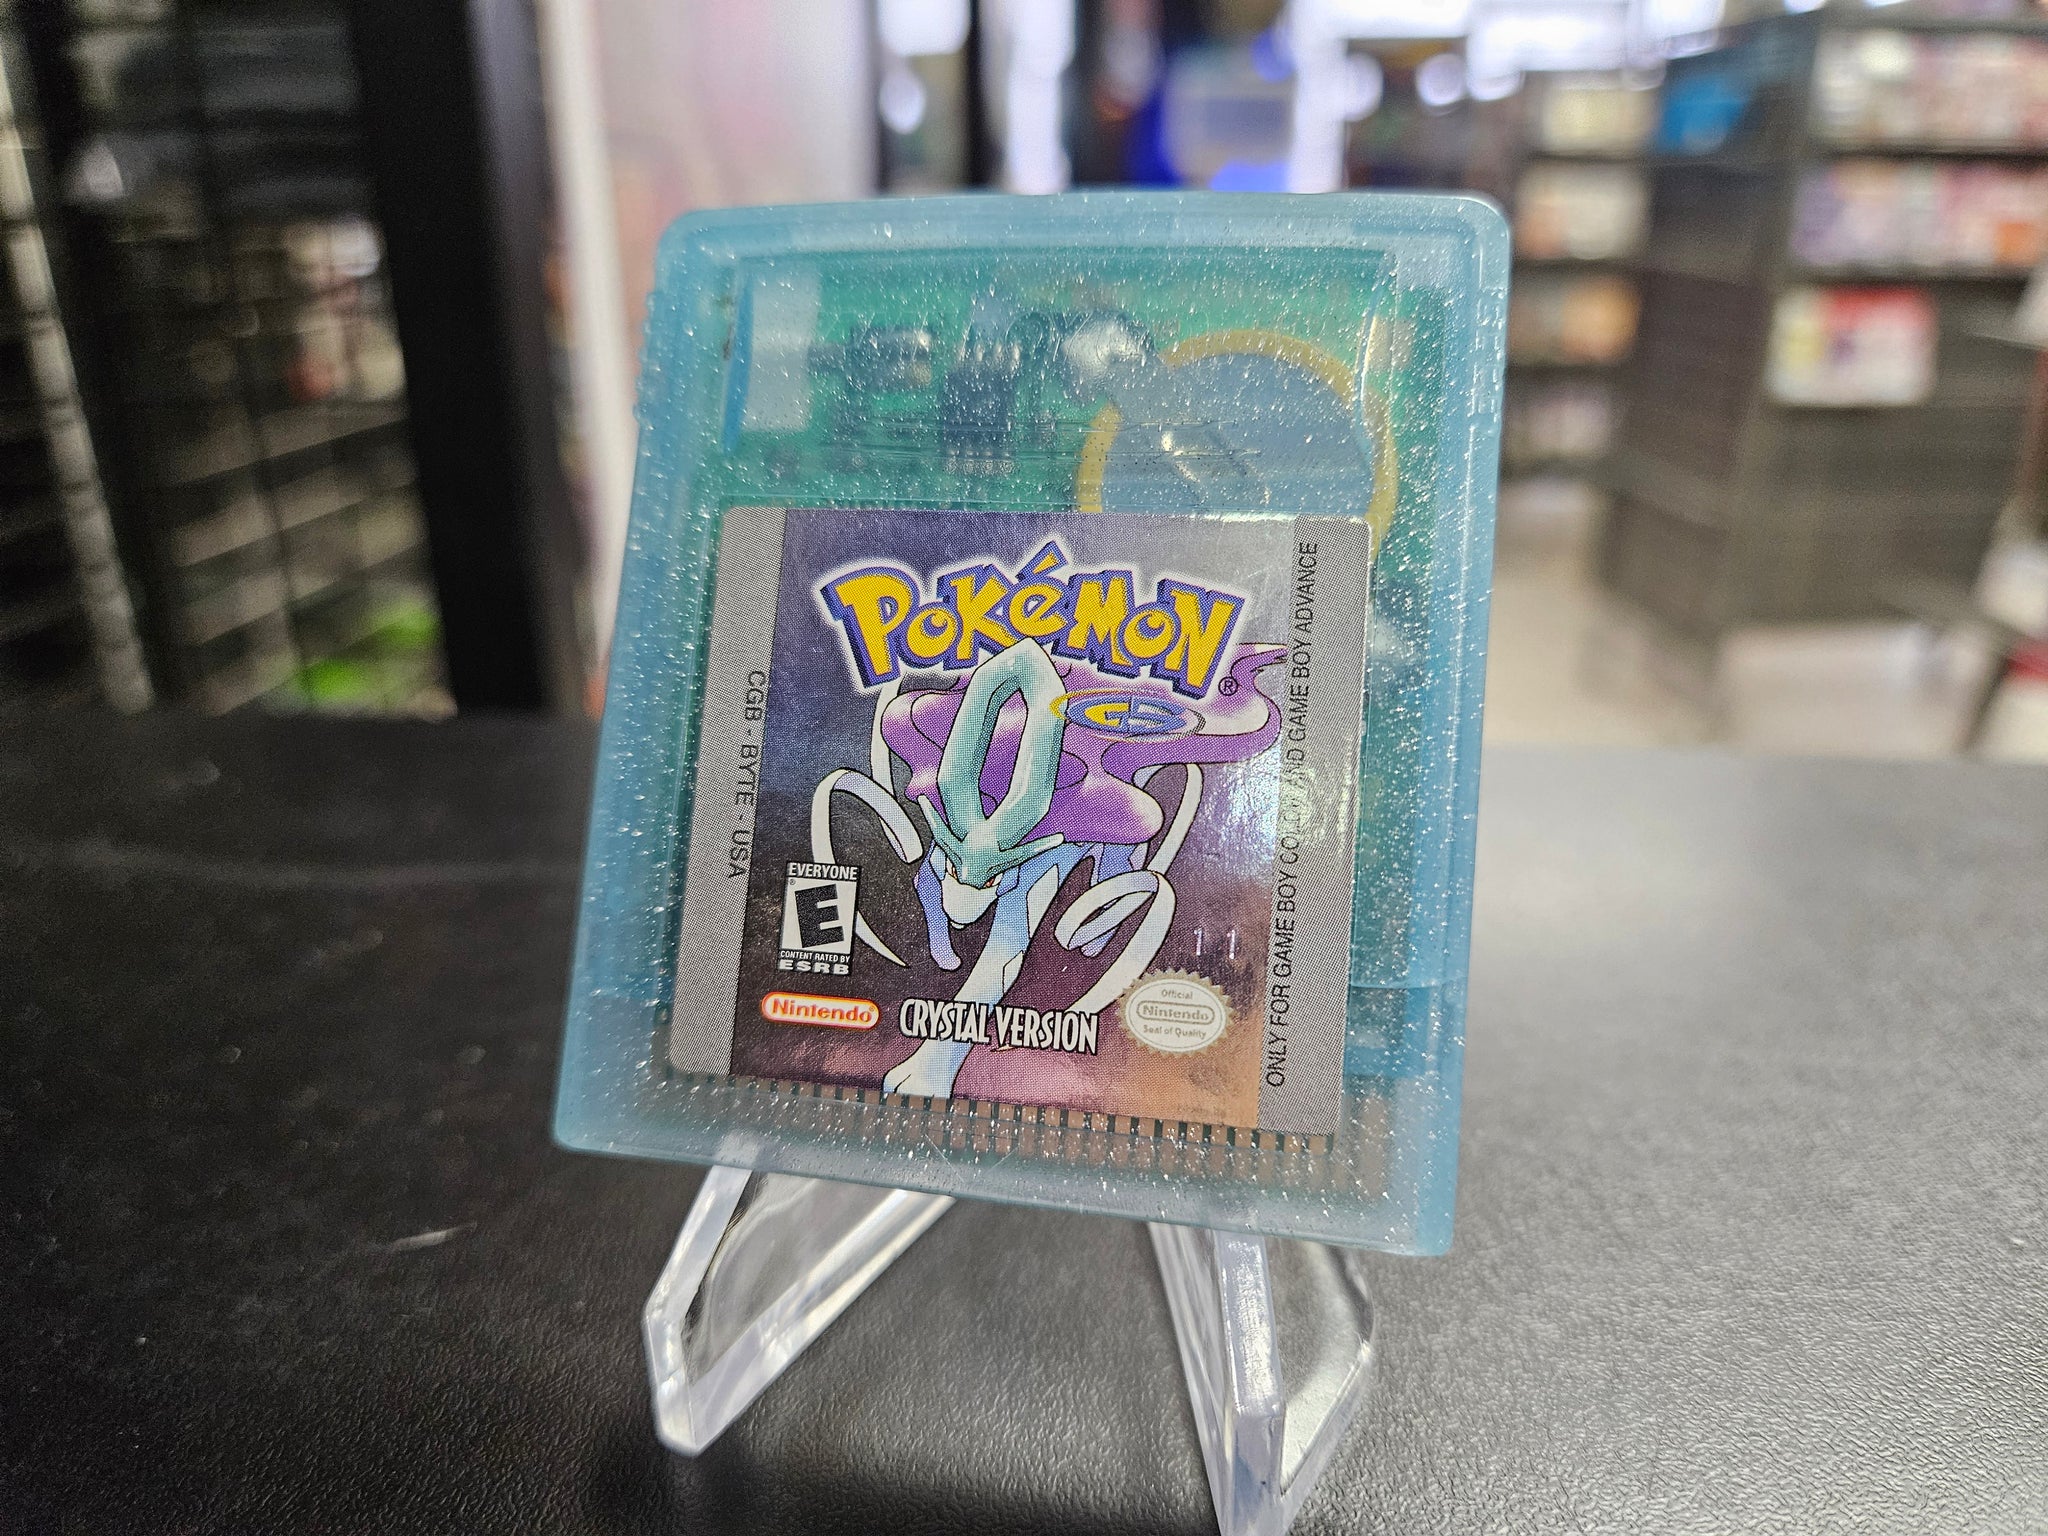 POKéMON®
GS
CGB - BYTE - USA
ONLY FOR GAME BOY COLOR AND GAME BOY ADVANCE
EVERYONE
E
CONTENT RATED BY
ESRB
11
Nintendo®
CRYSTAL VERSION
Official
Nintendo
Seal of Quality